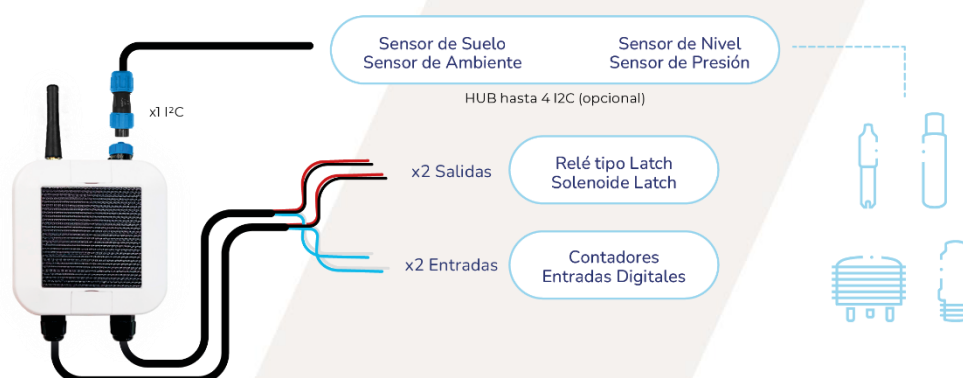 Sensor de Suelo
Sensor de Ambiente
Sensor de Nivel
Sensor de Presión
x1 I²C
HUB hasta 4 I2C (opcional)
x2 Salidas
Relé tipo Latch
Solenoide Latch
x2 Entradas
Contadores
Entradas Digitales